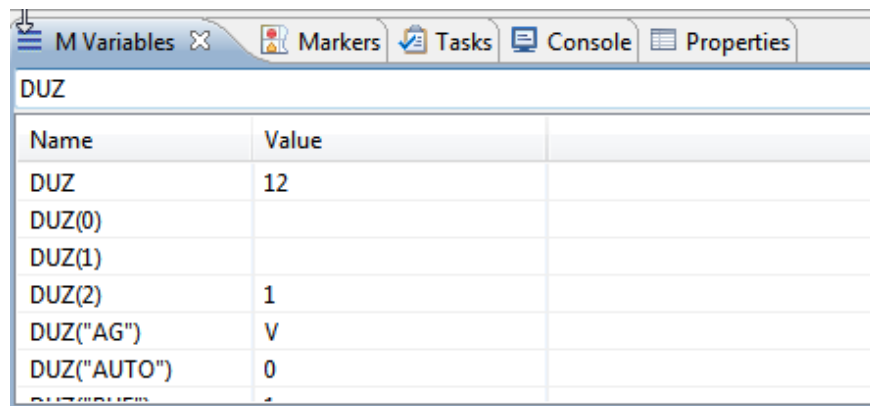 M Variables Markers Tasks Console Properties
DUZ
Name Value
DUZ 12
DUZ(0)
DUZ(1)
DUZ(2) 1
DUZ("AG") V
DUZ("AUTO") 0